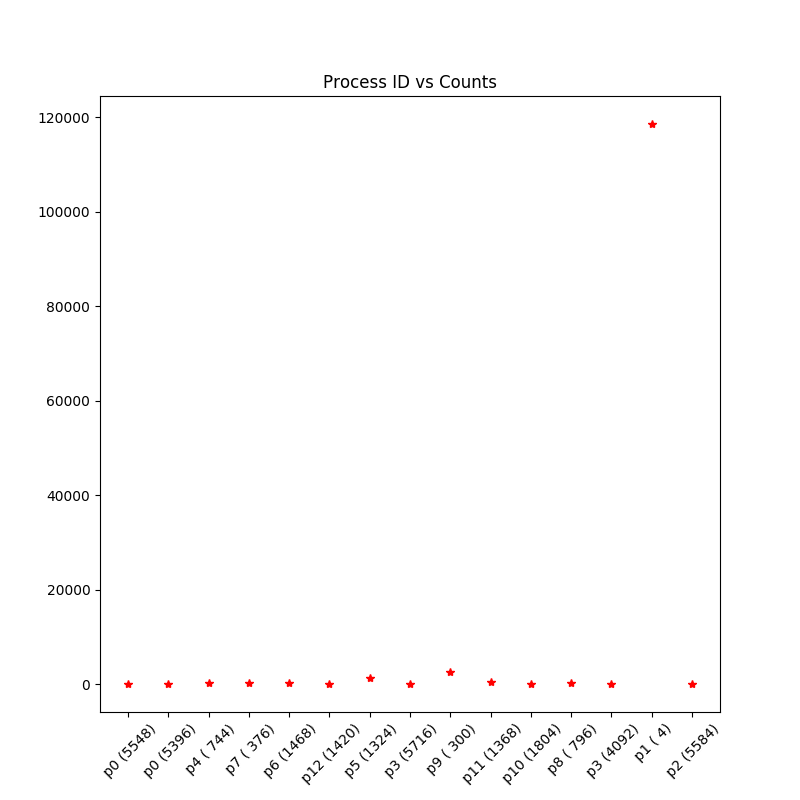 Process ID vs Counts
120000
100000
80000
60000
40000
20000
0
p0 (5548)
p0 (5396)
p4 ( 744)
p7 ( 376)
p6 (1468)
p12 (1420)
p5 (1324)
p3 (5716)
p9 ( 300)
p11 (1368)
p10 (1804)
p8 ( 796)
p3 (4092)
p1 ( 4)
p2 (5584)